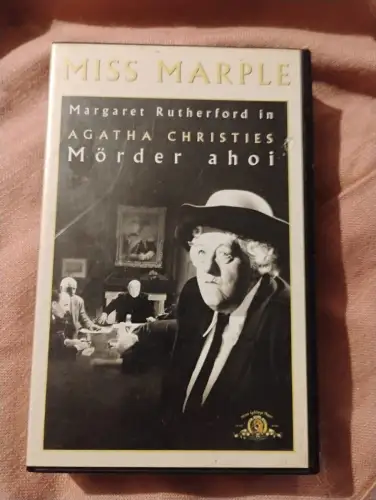 MISS MARPLE
Margaret Rutherford in
AGATHA CHRISTIES
Mörder ahoi